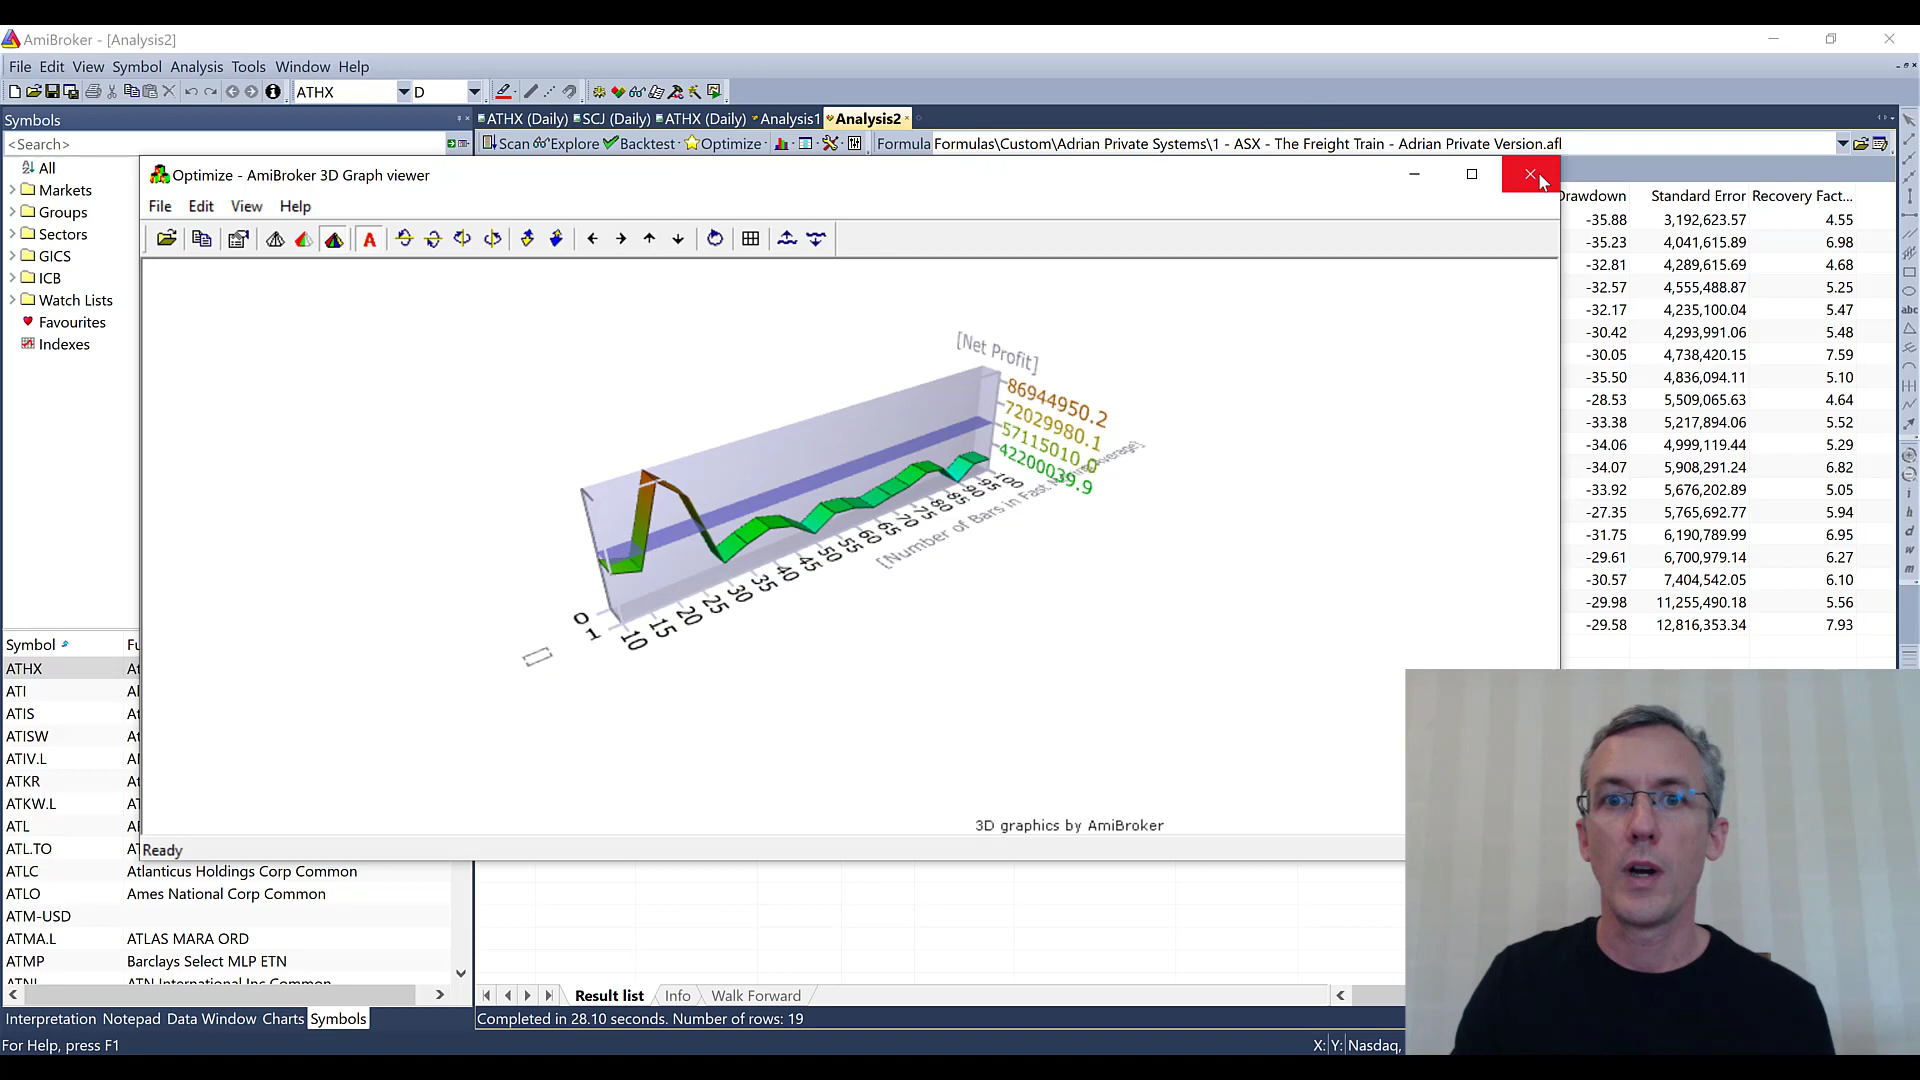 AmiBroker - [Analysis2]
File Edit View Symbol Analysis Tools Window Help
ATHX D
Symbols
ATHX (Daily) SCJ (Daily) ATHX (Daily) Analysis1 Analysis2
<Search>
Scan Explore Backtest Optimize Formula Formulas\Custom\Adrian Private Systems\1 - ASX - The Freight Train - Adrian Private Version.afl
All
Markets
Groups
Sectors
GICS
ICB
Watch Lists
Favourites
Indexes
Optimize - AmiBroker 3D Graph viewer
File Edit View Help
A
[Net Profit]
86944950.2
72029980.1
57115010.0
42200039.9
[Number of Bars in Fast
0
1
10
15
20
25
30
35
40
45
50
55
60
65
70
75
80
85
90
95
100
3D graphics by AmiBroker
Ready
Drawdown Standard Error Recovery Fact...
-35.88 3,192,623.57 4.55
-35.23 4,041,615.89 6.98
-32.81 4,289,615.69 4.68
-32.57 4,555,488.87 5.25
-32.17 4,235,100.04 5.47
-30.42 4,293,991.06 5.48
-30.05 4,738,420.15 7.59
-35.50 4,836,094.11 5.10
-28.53 5,509,065.63 4.64
-33.38 5,217,894.06 5.52
-34.06 4,999,119.44 5.29
-34.07 5,908,291.24 6.82
-33.92 5,676,202.89 5.05
-27.35 5,765,692.77 5.94
-31.75 6,190,789.99 6.95
-29.61 6,700,979.14 6.27
-30.57 7,404,542.05 6.10
-29.98 11,255,490.18 5.56
-29.58 12,816,353.34 7.93
abc
i
h
d
w
m
Symbol Fu
ATHX At
ATI Al
ATIS
ATISW
ATIV.L
ATKR
ATKW.L
ATL
ATL.TO
ATLC Atlanticus Holdings Corp Common
ATLO Ames National Corp Common
ATM-USD
ATMA.L ATLAS MARA ORD
ATMP Barclays Select MLP ETN
ATNI ATN International Inc Common
Result list Info Walk Forward
Interpretation Notepad Data Window Charts Symbols
Completed in 28.10 seconds. Number of rows: 19
For Help, press F1
X: Y: Nasdaq,